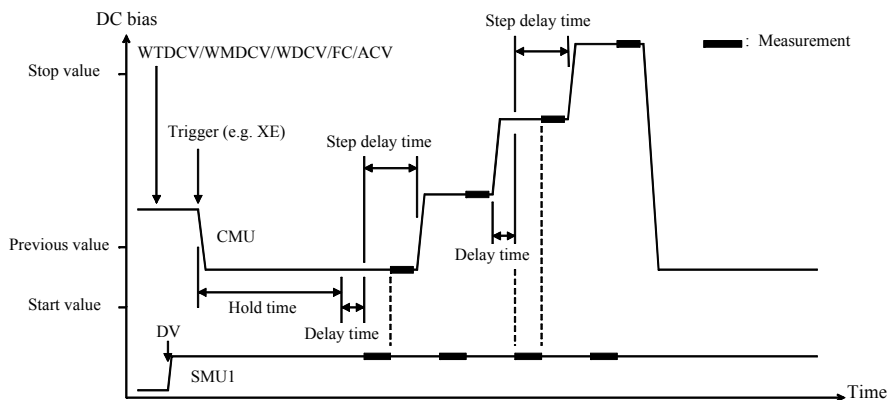 DC bias
Step delay time
WTDCV/WMDCV/WDCV/FC/ACV
: Measurement
Stop value
Trigger (e.g. XE)
Step delay time
CMU
Previous value
Delay time
Start value
Hold time
Delay time
DV
SMU1
Time